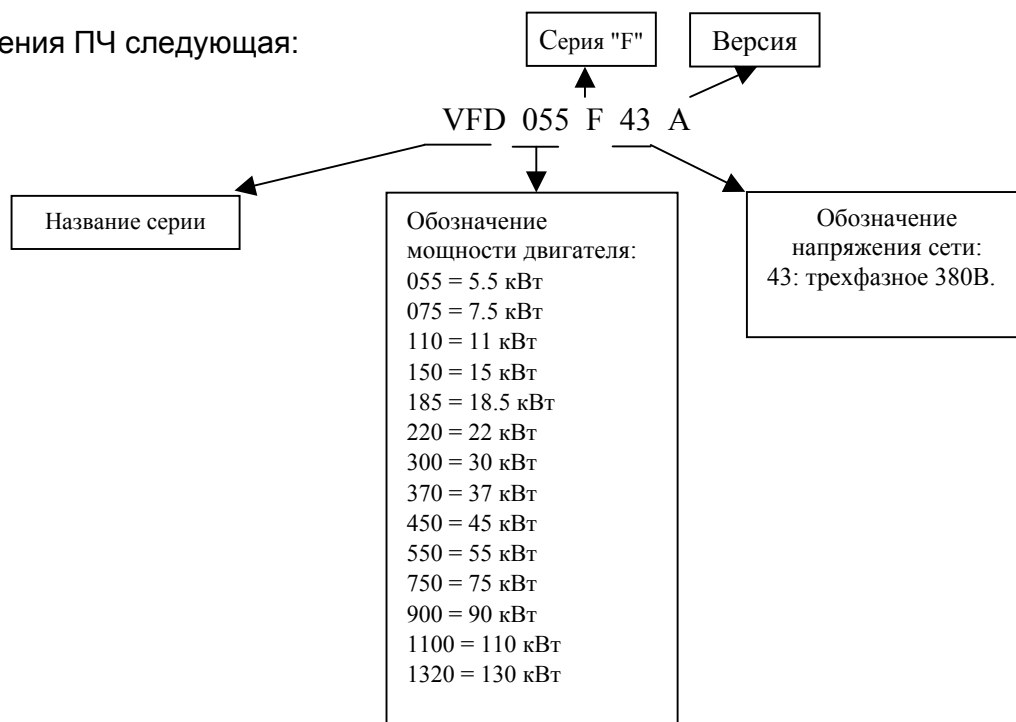 ения ПЧ следующая:
Серия "F"
Версия
VFD 055 F 43 A
Название серии
Обозначение
мощности двигателя:
055 = 5.5 кВт
075 = 7.5 кВт
110 = 11 кВт
150 = 15 кВт
185 = 18.5 кВт
220 = 22 кВт
300 = 30 кВт
370 = 37 кВт
450 = 45 кВт
550 = 55 кВт
750 = 75 кВт
900 = 90 кВт
1100 = 110 кВт
1320 = 130 кВт
Обозначение
напряжения сети:
43: трехфазное 380В.